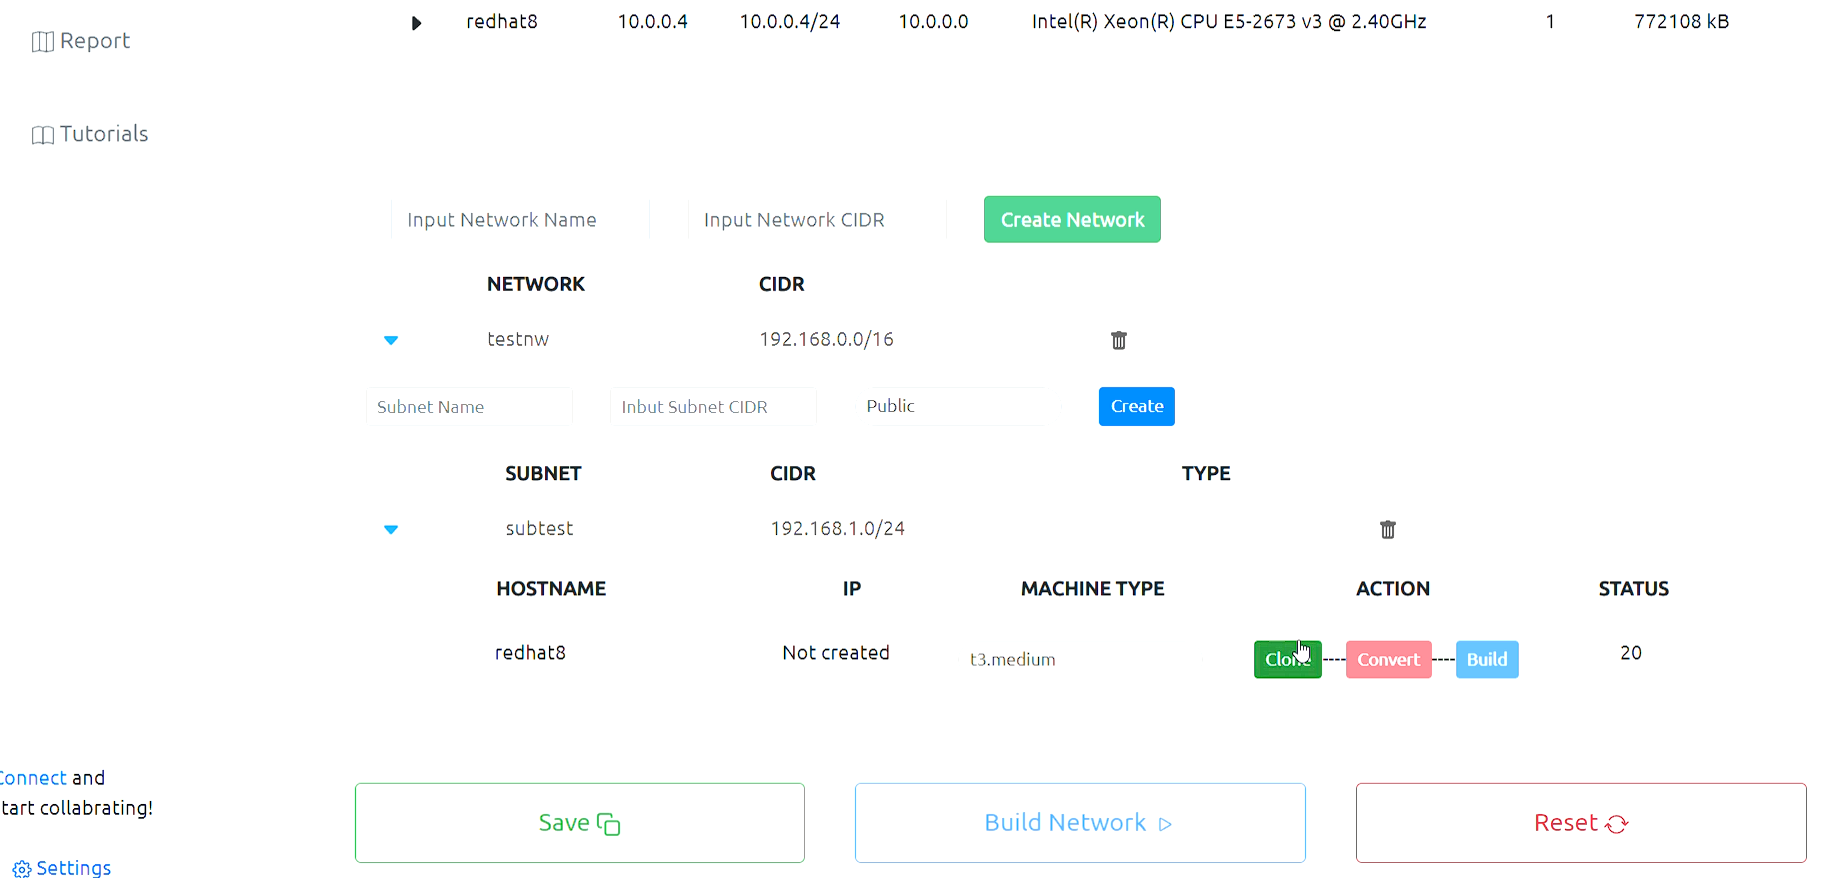 redhat8 10.0.0.4 10.0.0.4/24 10.0.0.0 Intel(R) Xeon(R) CPU E5-2673 v3 @ 2.40GHz 1 772108 kB
Report
Tutorials
Input Network Name Input Network CIDR Create Network
NETWORK CIDR
testnw 192.168.0.0/16
Subnet Name Inbut Subnet CIDR Public Create
SUBNET CIDR TYPE
subtest 192.168.1.0/24
HOSTNAME IP MACHINE TYPE ACTION STATUS
redhat8 Not created t3.medium Clone ---- Convert ---- Build 20
Connect and
tart collabrating!
Save Build Network Reset
Settings